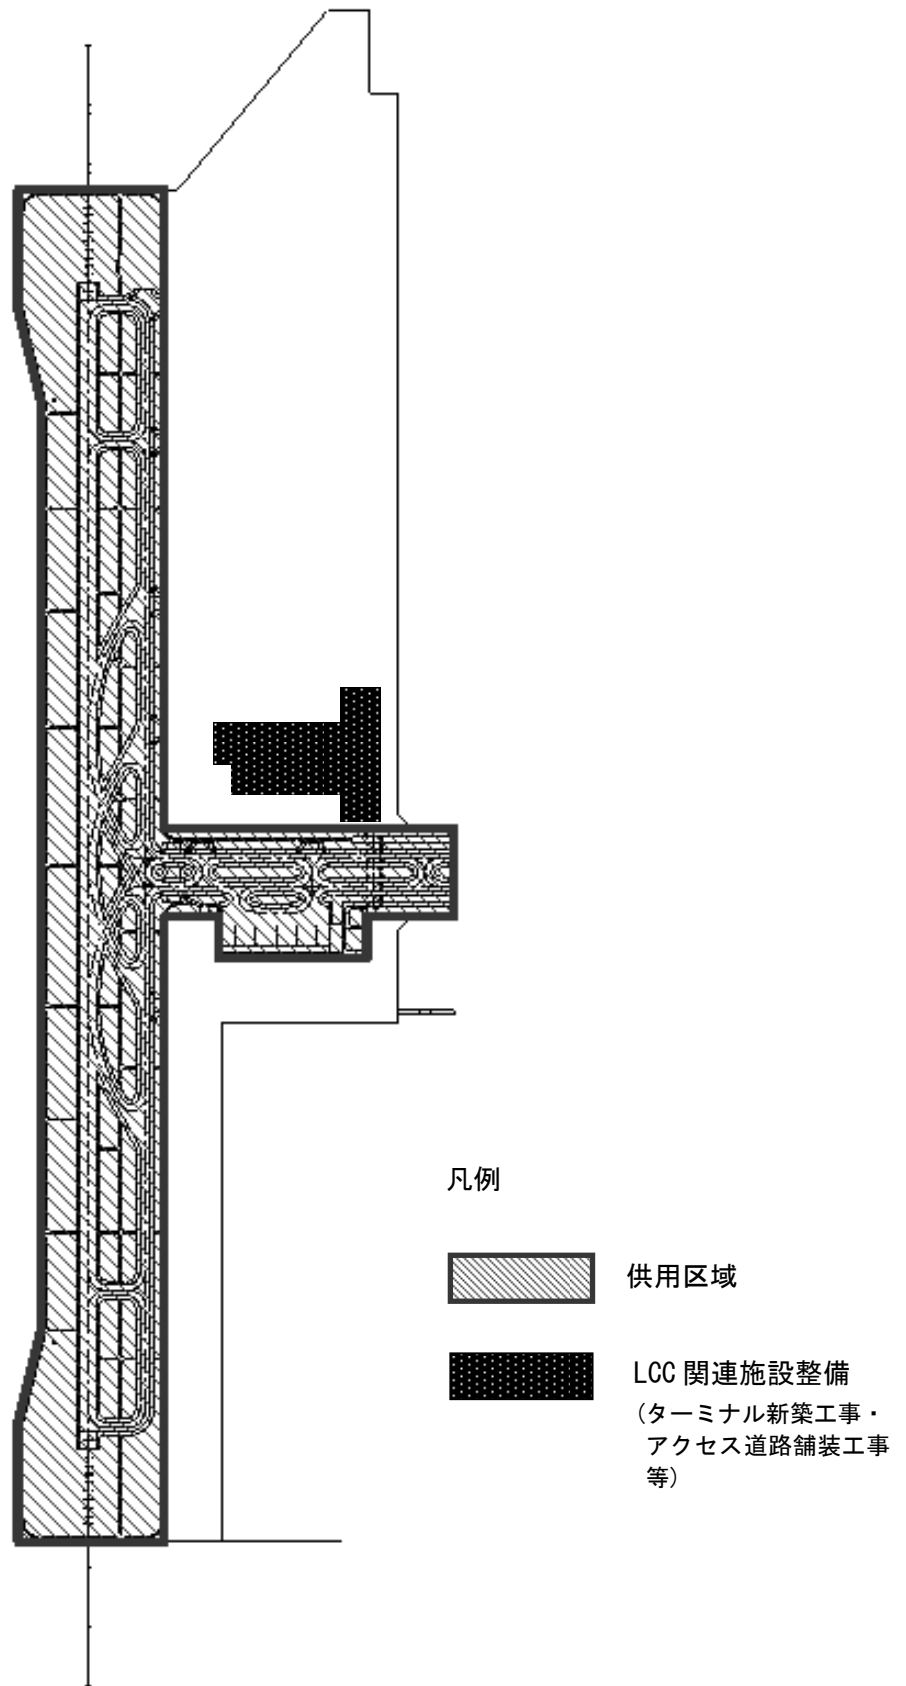 凡例
供用区域
LCC 関連施設整備
（ターミナル新築工事・
アクセス道路舗装工事
等）